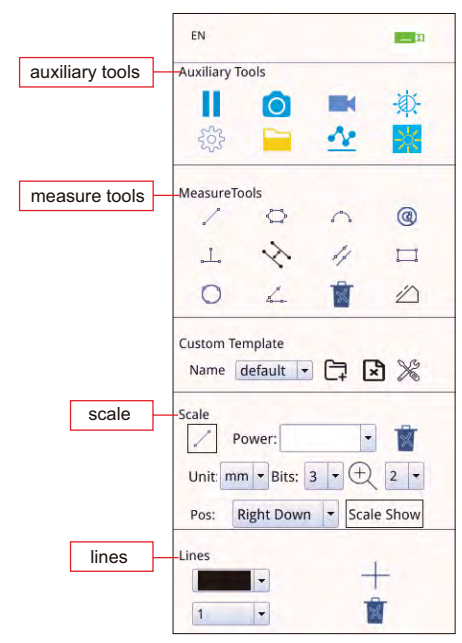 EN
auxiliary tools
Auxiliary Tools
measure tools
MeasureTools
Custom Template
Name default
scale
Scale
Power:
Unit: mm Bits: 3 2
Pos: Right Down Scale Show
lines
Lines
1